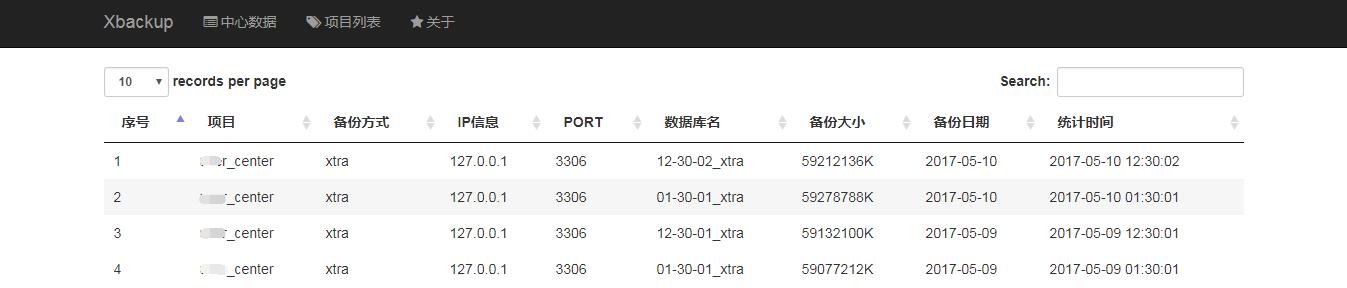 Xbackup 中心数据 项目列表 关于
10 records per page Search:
序号 项目 备份方式 IP信息 PORT 数据库名 备份大小 备份日期 统计时间
1 r_center xtra 127.0.0.1 3306 12-30-02_xtra 59212136K 2017-05-10 2017-05-10 12:30:02
2 _center xtra 127.0.0.1 3306 01-30-01_xtra 59278788K 2017-05-10 2017-05-10 01:30:01
3 _center xtra 127.0.0.1 3306 12-30-01_xtra 59132100K 2017-05-09 2017-05-09 12:30:01
4 _center xtra 127.0.0.1 3306 01-30-01_xtra 59077212K 2017-05-09 2017-05-09 01:30:01